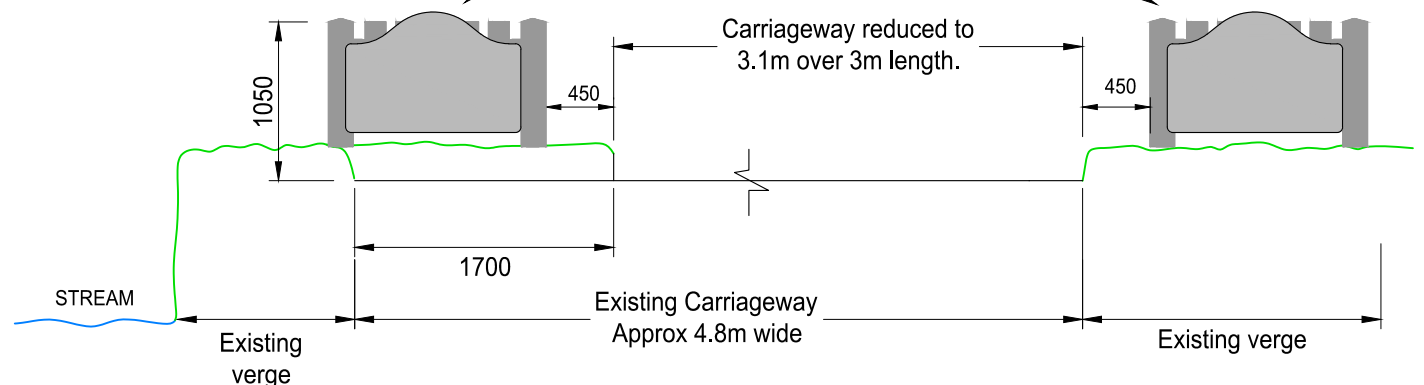 Carriageway reduced to
3.1m over 3m length.
1050
450
450
1700
STREAM
Existing Carriageway
Approx 4.8m wide
Existing
verge
Existing verge